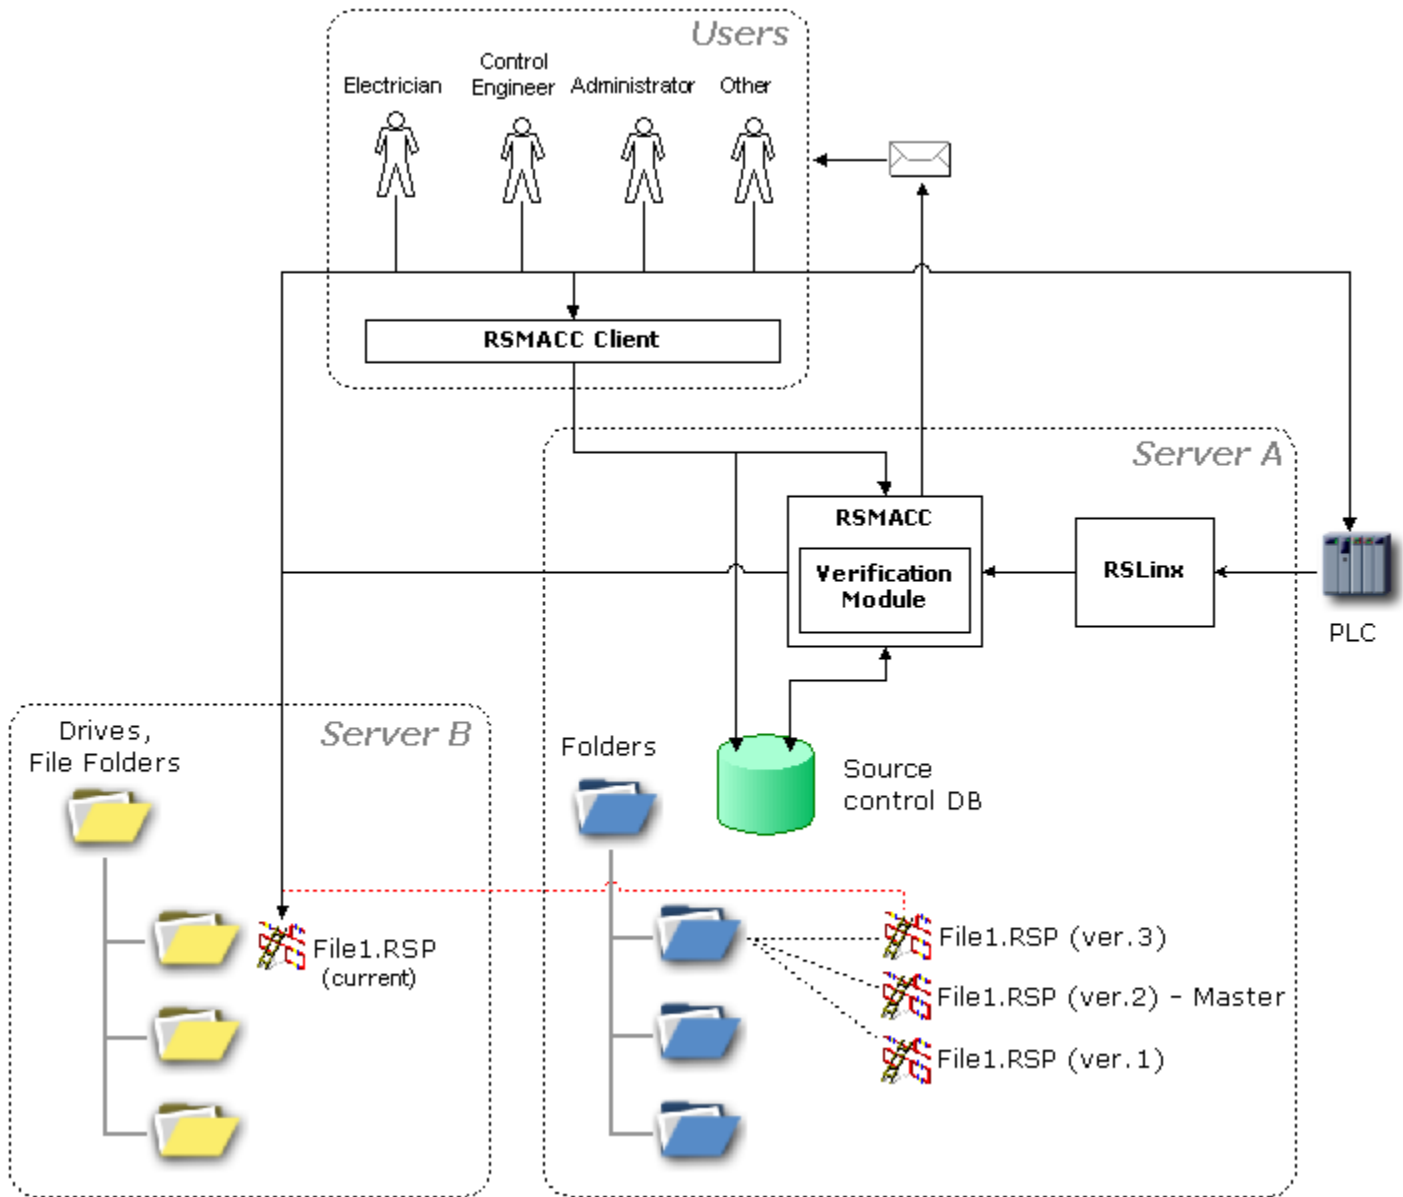 Users
Electrician
Control
Engineer
Administrator
Other
RSMACC Client
Server A
RSMACC
Verification
Module
RSLinx
PLC
Server B
Drives,
File Folders
Folders
Source
control DB
File1.RSP
(current)
File1.RSP (ver.3)
File1.RSP (ver.2) - Master
File1.RSP (ver.1)